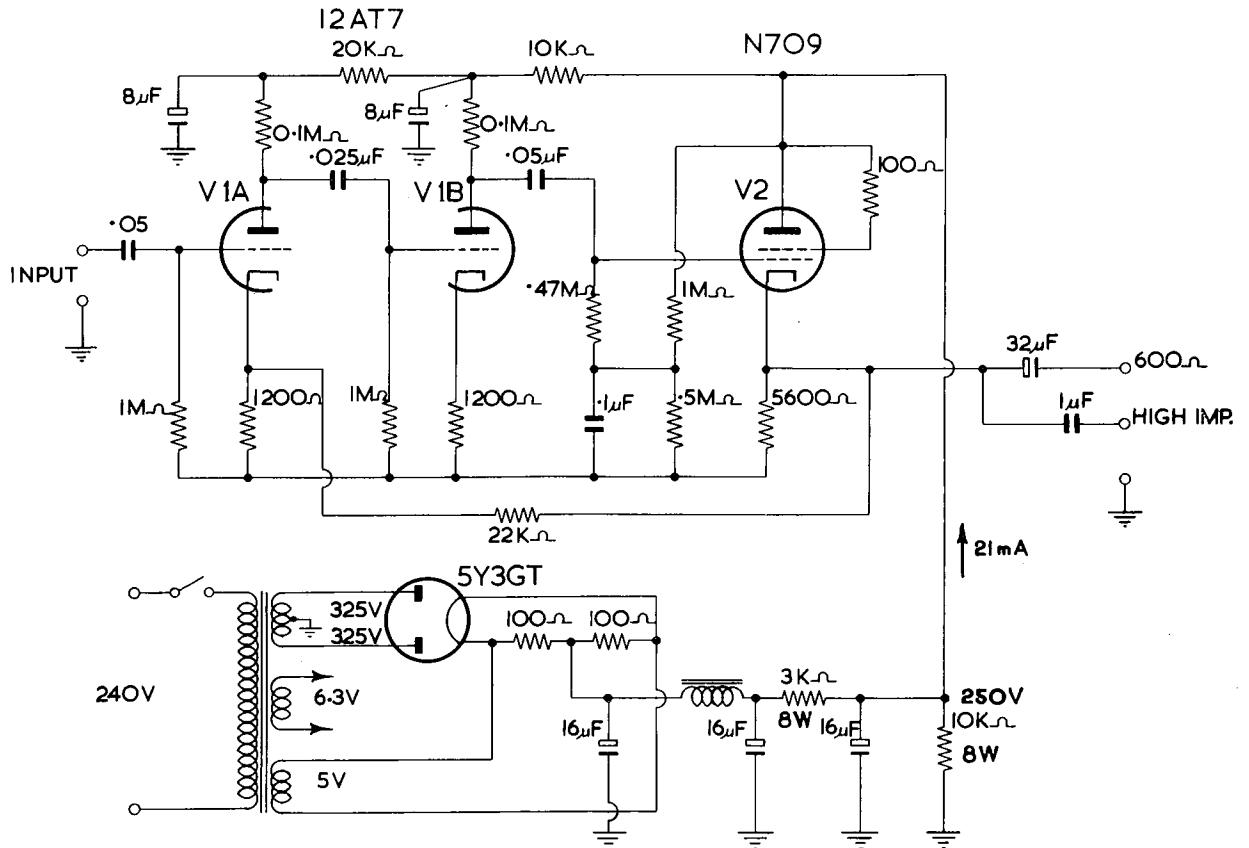 12AT7
N709
20KΩ
10KΩ
8μF
0·1MΩ
8μF
0·1MΩ
·025μF
·05μF
100Ω
V1A
V1B
V2
·05
INPUT
·47MΩ
1MΩ
32μF
600Ω
1MΩ
1200Ω
1MΩ
1200Ω
·1μF
·5MΩ
5600Ω
1μF
HIGH IMP.
22KΩ
21mA
5Y3GT
325V
325V
100Ω
100Ω
240V
6·3V
3KΩ
250V
16μF
16μF
8W
16μF
10KΩ
8W
5V